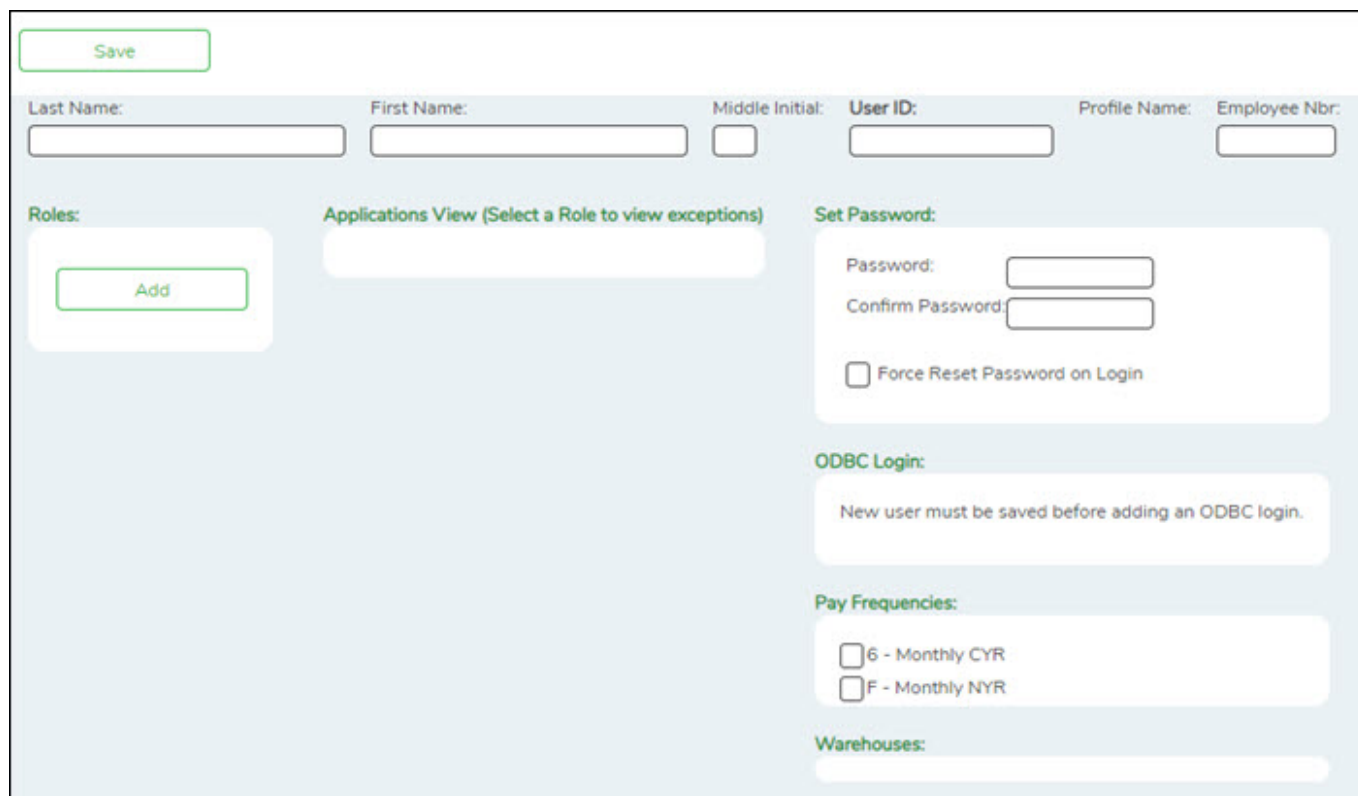 Save
Last Name: First Name: Middle Initial: User ID: Profile Name: Employee Nbr:
Roles: Applications View (Select a Role to view exceptions) Set Password:
Add
Password:
Confirm Password:
Force Reset Password on Login
ODBC Login:
New user must be saved before adding an ODBC login.
Pay Frequencies:
6 - Monthly CYR
F - Monthly NYR
Warehouses: